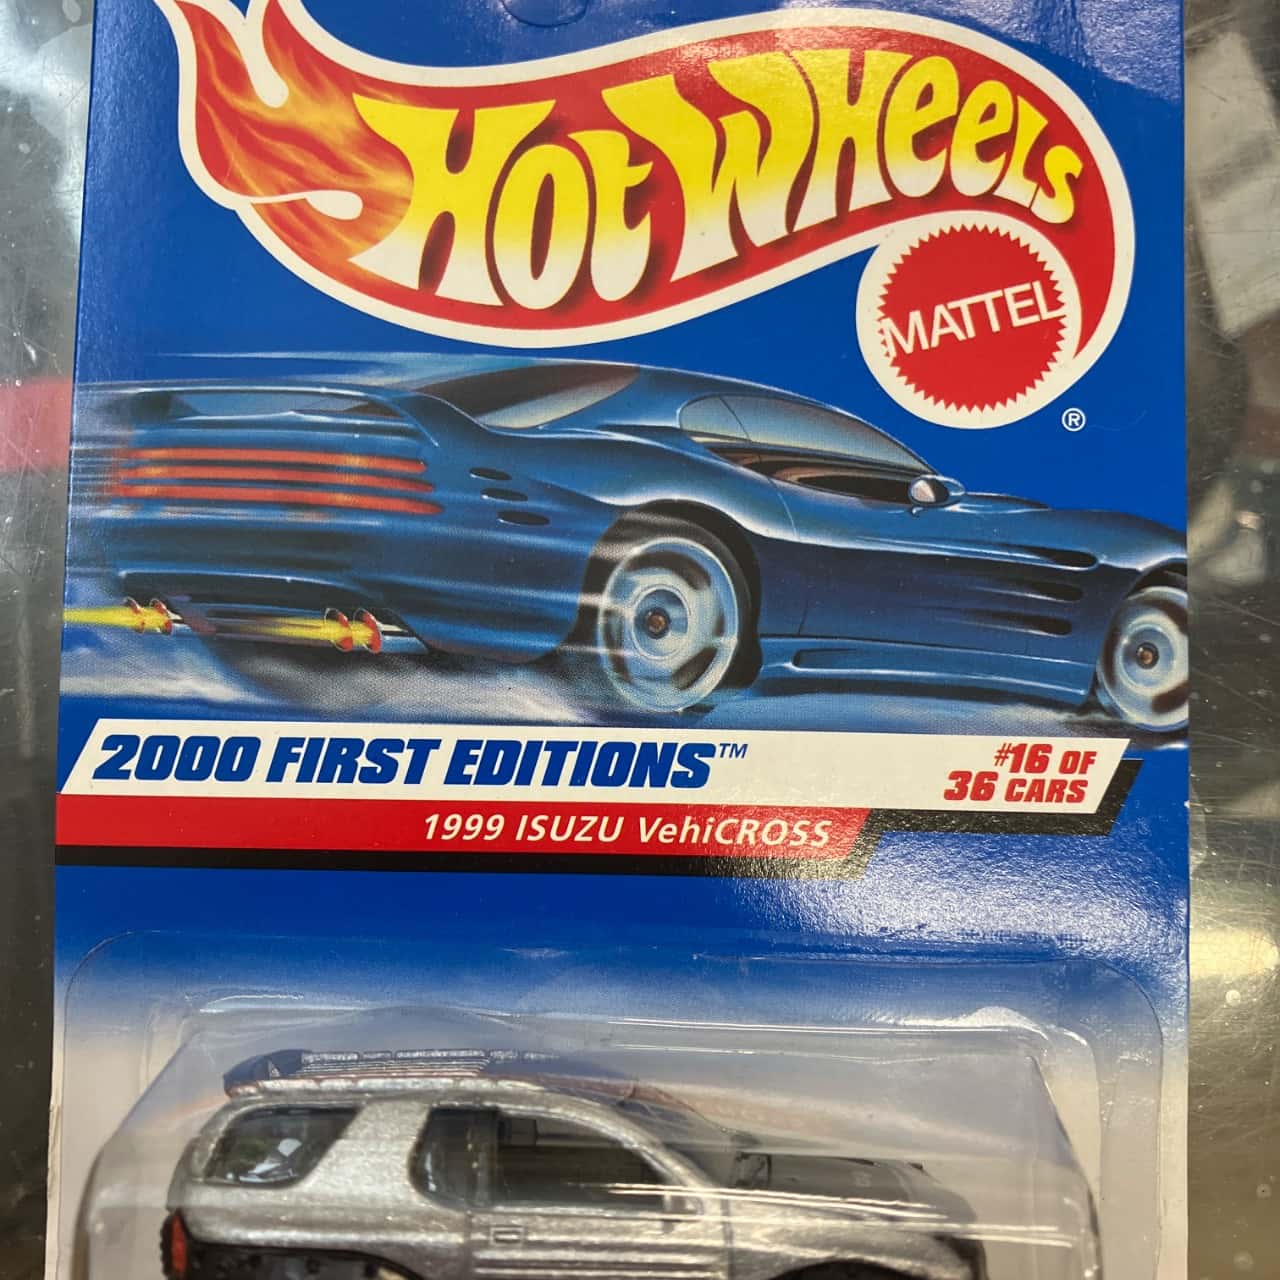 Hot Wheels
MATTEL
®
2000 FIRST EDITIONS™
#16 OF
36 CARS
1999 ISUZU VehiCROSS